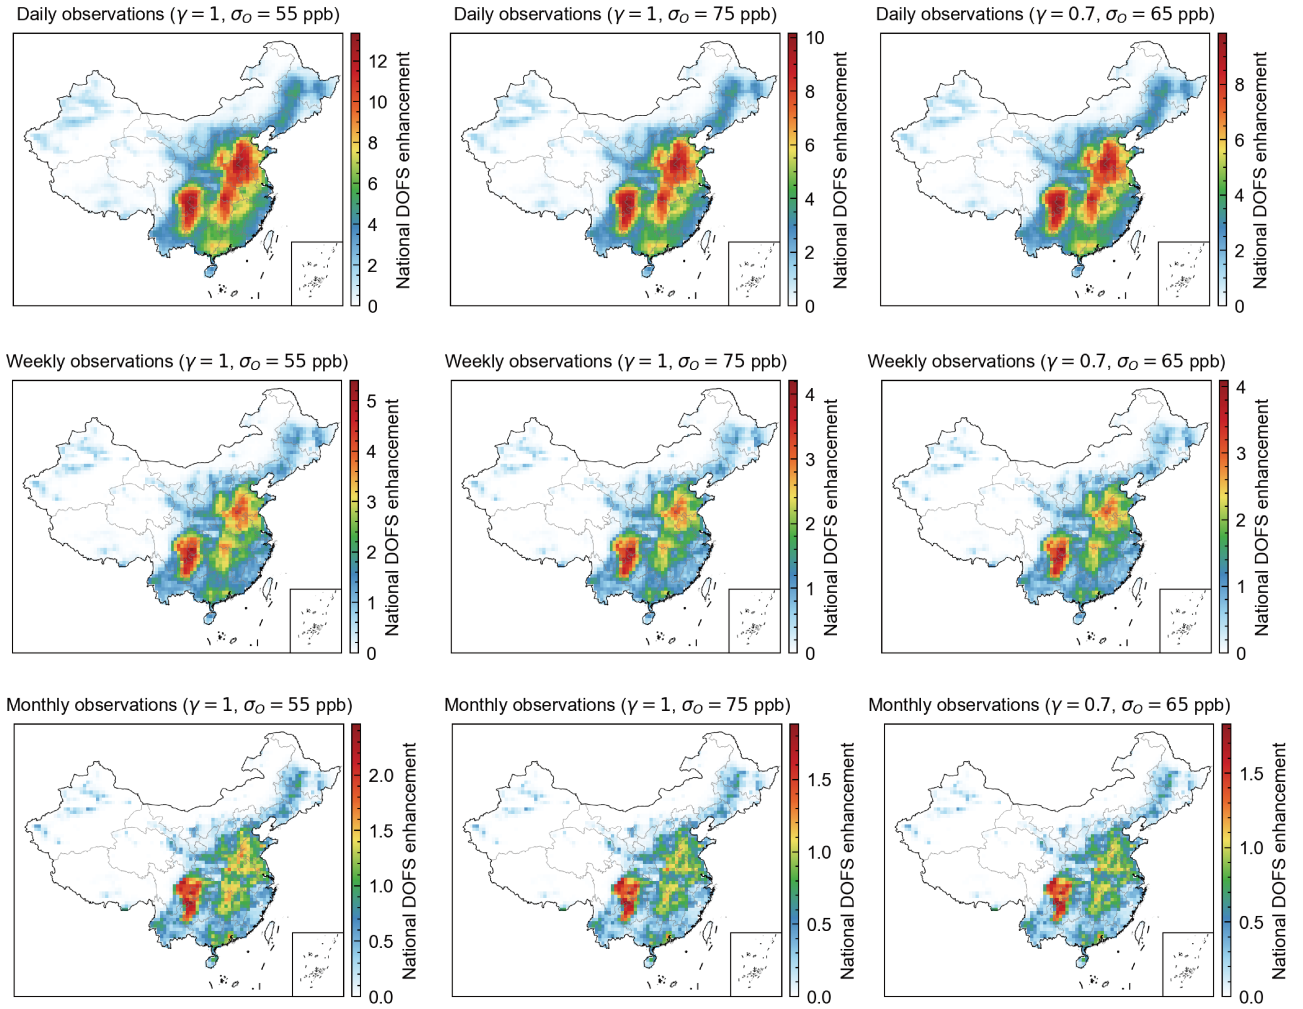 Daily observations (γ = 1, σO = 55 ppb)
12
10
8
6
4
2
0
National DOFS enhancement
Daily observations (γ = 1, σO = 75 ppb)
10
8
6
4
2
0
National DOFS enhancement
Daily observations (γ = 0.7, σO = 65 ppb)
8
6
4
2
0
National DOFS enhancement
Weekly observations (γ = 1, σO = 55 ppb)
5
4
3
2
1
0
National DOFS enhancement
Weekly observations (γ = 1, σO = 75 ppb)
4
3
2
1
0
National DOFS enhancement
Weekly observations (γ = 0.7, σO = 65 ppb)
4
3
2
1
0
National DOFS enhancement
Monthly observations (γ = 1, σO = 55 ppb)
2.0
1.5
1.0
0.5
0.0
National DOFS enhancement
Monthly observations (γ = 1, σO = 75 ppb)
1.5
1.0
0.5
0.0
National DOFS enhancement
Monthly observations (γ = 0.7, σO = 65 ppb)
1.5
1.0
0.5
0.0
National DOFS enhancement